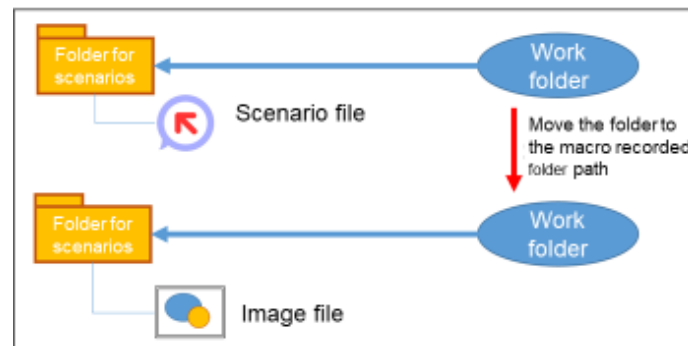 Folder for
scenarios
Work
folder
Scenario file
Move the folder to
the macro recorded
folder path
Folder for
scenarios
Work
folder
Image file